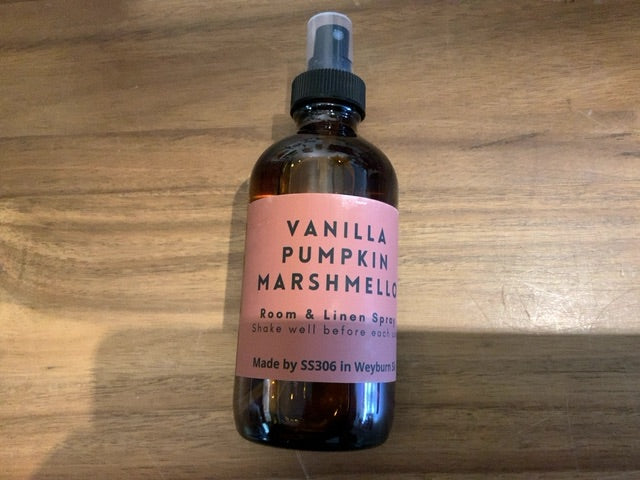 VANILLA
PUMPKIN
MARSHMELLO
Room & Linen Spray
Shake well before each
Made by SS306 in Weyburn